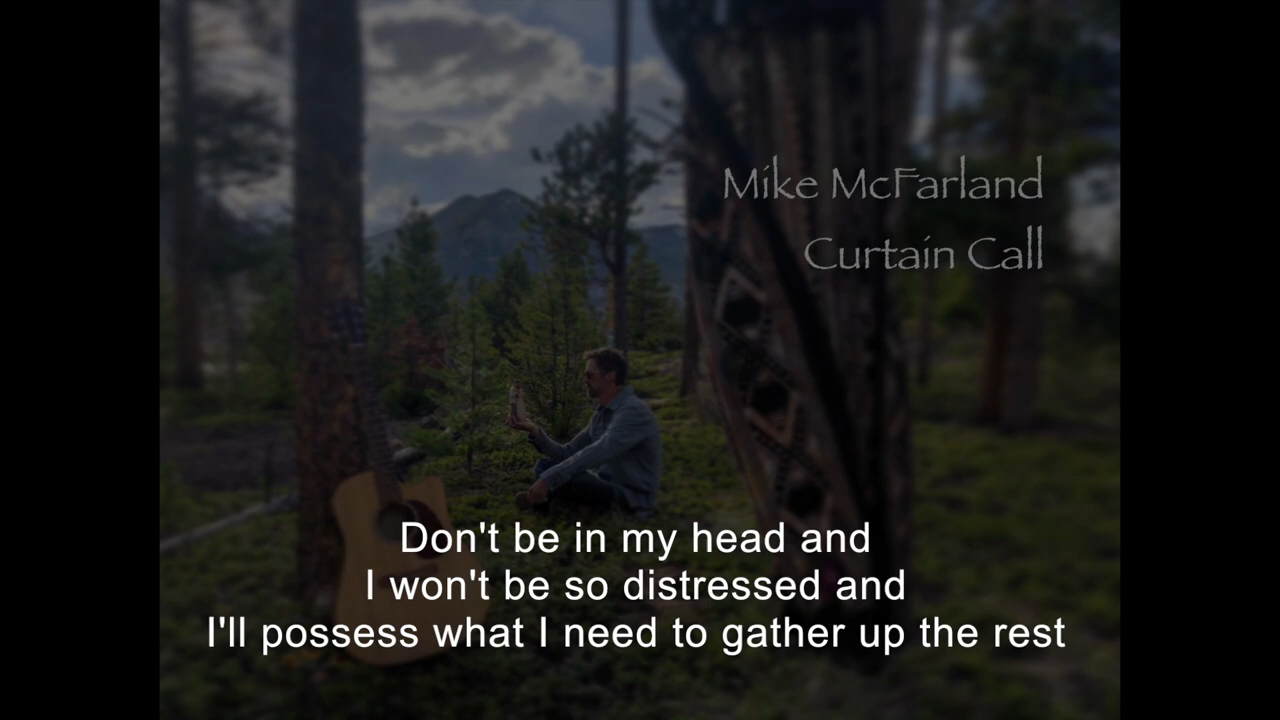 Mike McFarland
Curtain Call
Don't be in my head and
I won't be so distressed and
I'll possess what I need to gather up the rest